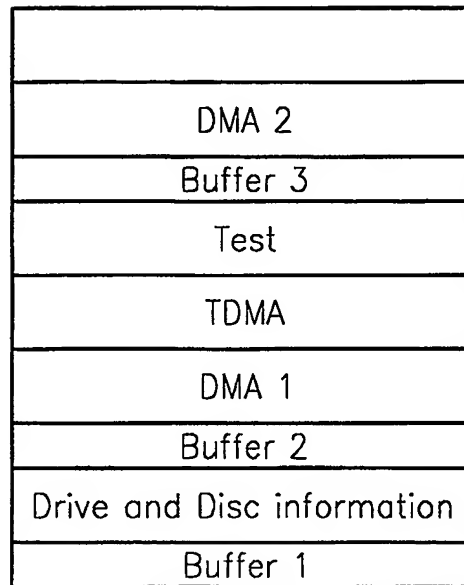 DMA 2
Buffer 3
Test
TDMA
DMA 1
Buffer 2
Drive and Disc information
Buffer 1